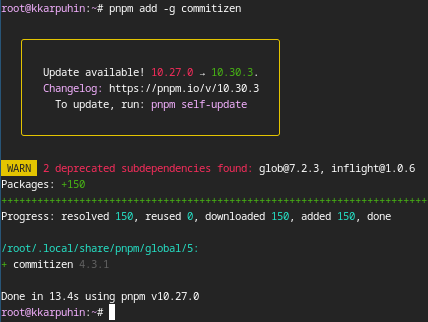 root@kkarpuhin:~# pnpm add -g commitizen
Update available! 10.27.0 → 10.30.3.
Changelog: https://pnpm.io/v/10.30.3
To update, run: pnpm self-update
WARN 2 deprecated subdependencies found: glob@7.2.3, inflight@1.0.6
Packages: +150
++++++++++++++++++++++++++++++++++++++++++++++++++++++++++++++++++++++
Progress: resolved 150, reused 0, downloaded 150, added 150, done
/root/.local/share/pnpm/global/5:
+ commitizen 4.3.1
Done in 13.4s using pnpm v10.27.0
root@kkarpuhin:~#